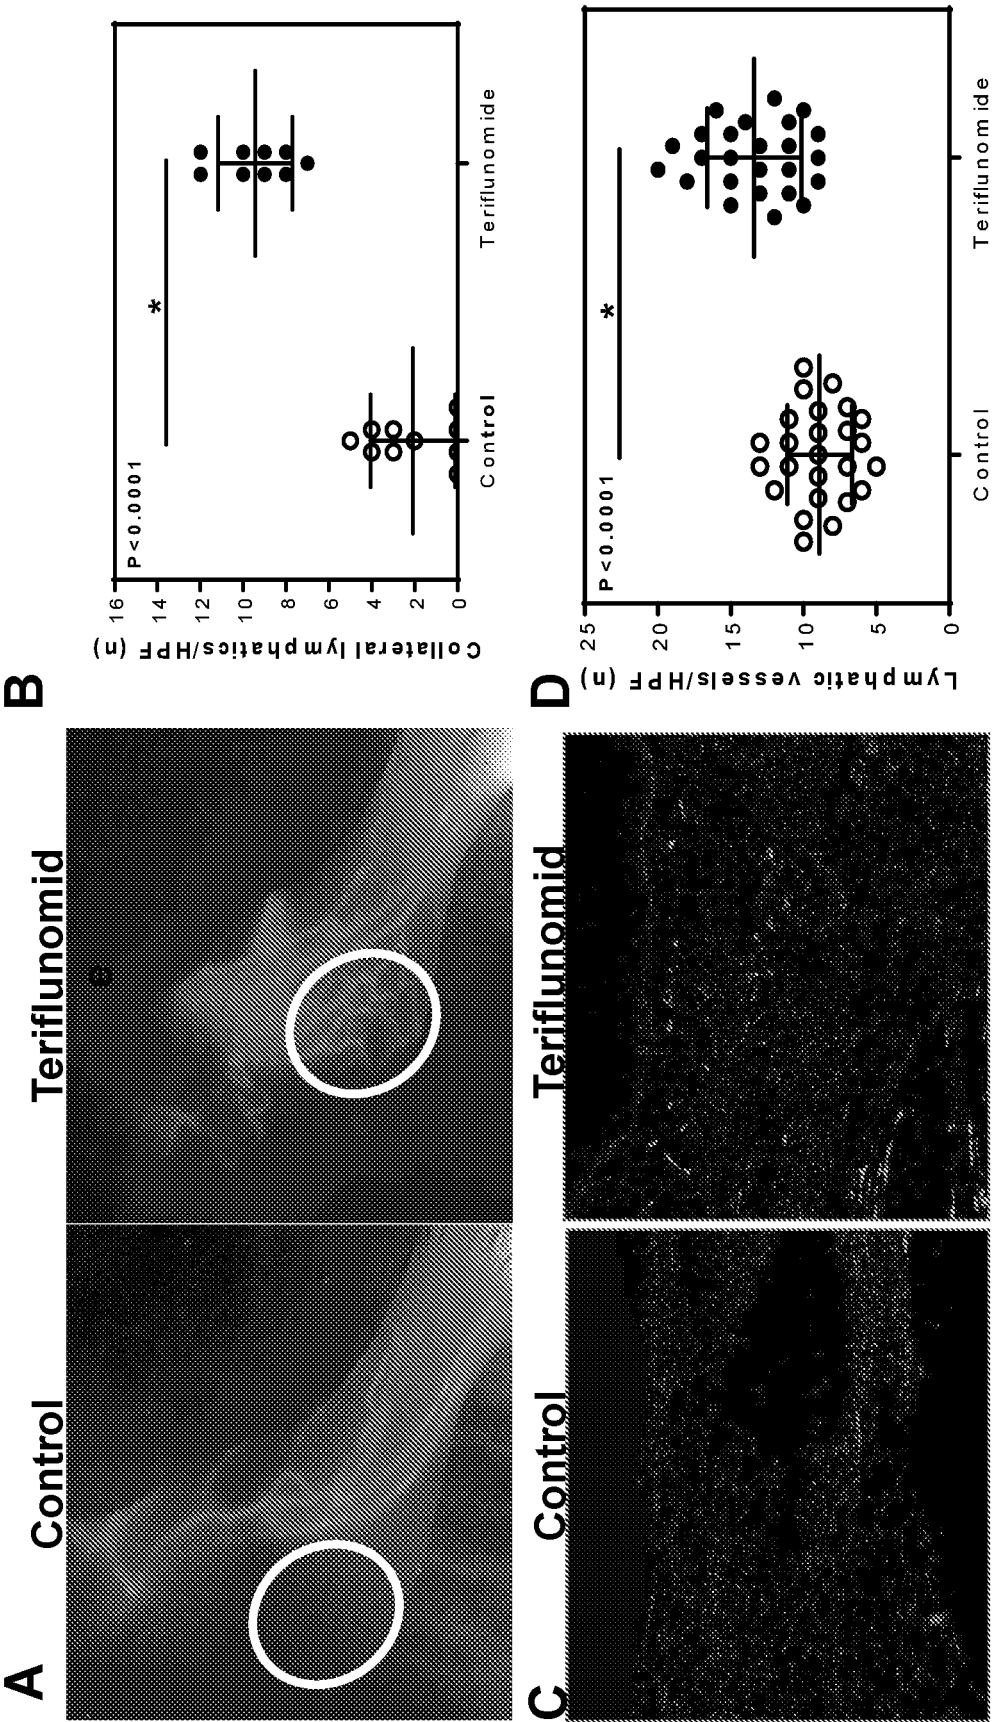 A
Control
Teriflunomid
e
B
Collateral lymphatics/HPF (n)
16
14
12
10
8
6
4
2
0
P<0.0001
*
Control
Teriflunomide
C
Control
Teriflunomid
D
Lymphatic vessels/HPF (n)
25
20
15
10
5
0
P<0.0001
*
Control
Teriflunomide